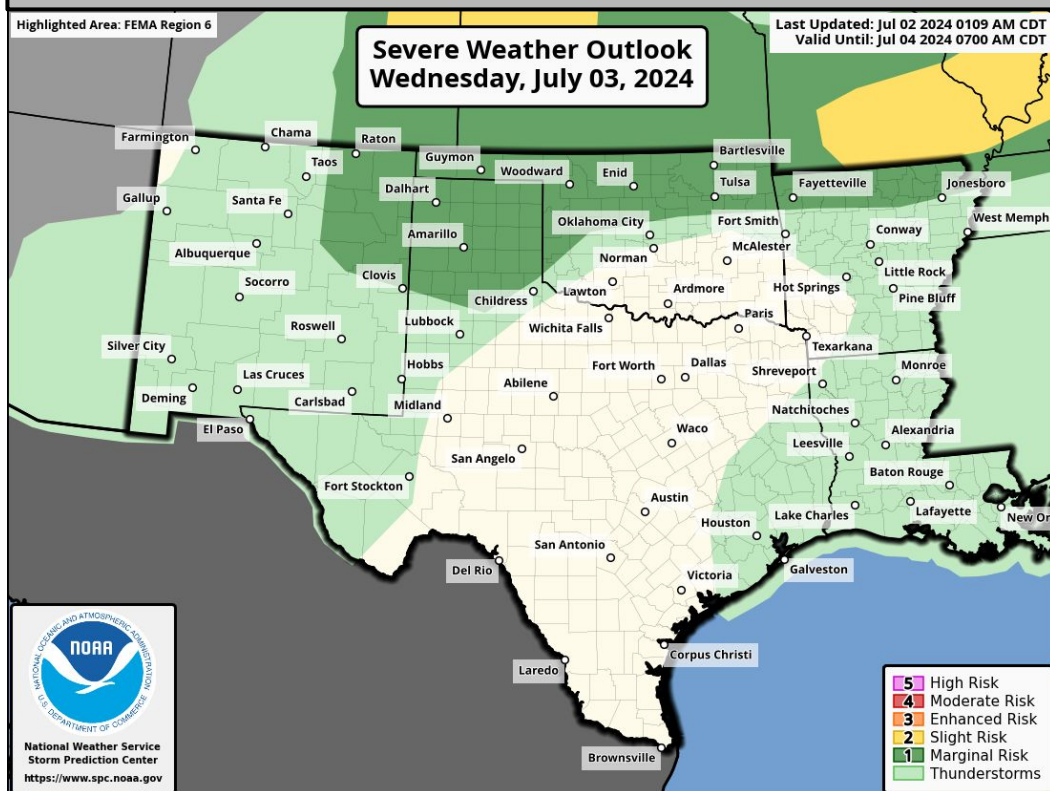 Highlighted Area: FEMA Region 6
Severe Weather Outlook
Wednesday, July 03, 2024
Last Updated: Jul 02 2024 0109 AM CDT
Valid Until: Jul 04 2024 0700 AM CDT
Farmington
Chama
Raton
Taos
Guymon
Woodward
Enid
Bartlesville
Tulsa
Fayetteville
Jonesboro
Gallup
Santa Fe
Dalhart
Oklahoma City
Fort Smith
West Memph
Albuquerque
Amarillo
Norman
McAlester
Conway
Socorro
Clovis
Childress
Lawton
Ardmore
Hot Springs
Little Rock
Pine Bluff
Roswell
Lubbock
Wichita Falls
Paris
Texarkana
Silver City
Las Cruces
Hobbs
Fort Worth
Dallas
Shreveport
Monroe
Deming
Carlsbad
Midland
Abilene
Natchitoches
El Paso
Waco
Leesville
Alexandria
San Angelo
Baton Rouge
Fort Stockton
Austin
Houston
Lake Charles
Lafayette
New Or
San Antonio
Del Rio
Victoria
Galveston
Laredo
Corpus Christi
Brownsville
NATIONAL OCEANIC AND ATMOSPHERIC ADMINISTRATION
NOAA
U.S. DEPARTMENT OF COMMERCE
National Weather Service
Storm Prediction Center
https://www.spc.noaa.gov
5 High Risk
4 Moderate Risk
3 Enhanced Risk
2 Slight Risk
1 Marginal Risk
Thunderstorms